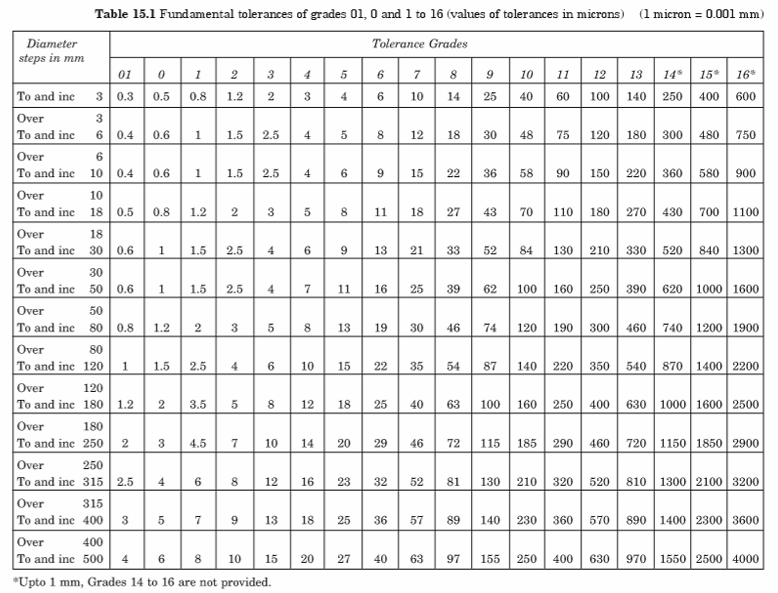 Table 15.1 Fundamental tolerances of grades 01, 0 and 1 to 16 (values of tolerances in microns) (1 micron = 0.001 mm)
Diameter steps in mm Tolerance Grades
01 0 1 2 3 4 5 6 7 8 9 10 11 12 13 14* 15* 16*
To and inc 3 0.3 0.5 0.8 1.2 2 3 4 6 10 14 25 40 60 100 140 250 400 600
Over 3
To and inc 6 0.4 0.6 1 1.5 2.5 4 5 8 12 18 30 48 75 120 180 300 480 750
Over 6
To and inc 10 0.4 0.6 1 1.5 2.5 4 6 9 15 22 36 58 90 150 220 360 580 900
Over 10
To and inc 18 0.5 0.8 1.2 2 3 5 8 11 18 27 43 70 110 180 270 430 700 1100
Over 18
To and inc 30 0.6 1 1.5 2.5 4 6 9 13 21 33 52 84 130 210 330 520 840 1300
Over 30
To and inc 50 0.6 1 1.5 2.5 4 7 11 16 25 39 62 100 160 250 390 620 1000 1600
Over 50
To and inc 80 0.8 1.2 2 3 5 8 13 19 30 46 74 120 190 300 460 740 1200 1900
Over 80
To and inc 120 1 1.5 2.5 4 6 10 15 22 35 54 87 140 220 350 540 870 1400 2200
Over 120
To and inc 180 1.2 2 3.5 5 8 12 18 25 40 63 100 160 250 400 630 1000 1600 2500
Over 180
To and inc 250 2 3 4.5 7 10 14 20 29 46 72 115 185 290 460 720 1150 1850 2900
Over 250
To and inc 315 2.5 4 6 8 12 16 23 32 52 81 130 210 320 520 810 1300 2100 3200
Over 315
To and inc 400 3 5 7 9 13 18 25 36 57 89 140 230 360 570 890 1400 2300 3600
Over 400
To and inc 500 4 6 8 10 15 20 27 40 63 97 155 250 400 630 970 1550 2500 4000
*Upto 1 mm, Grades 14 to 16 are not provided.